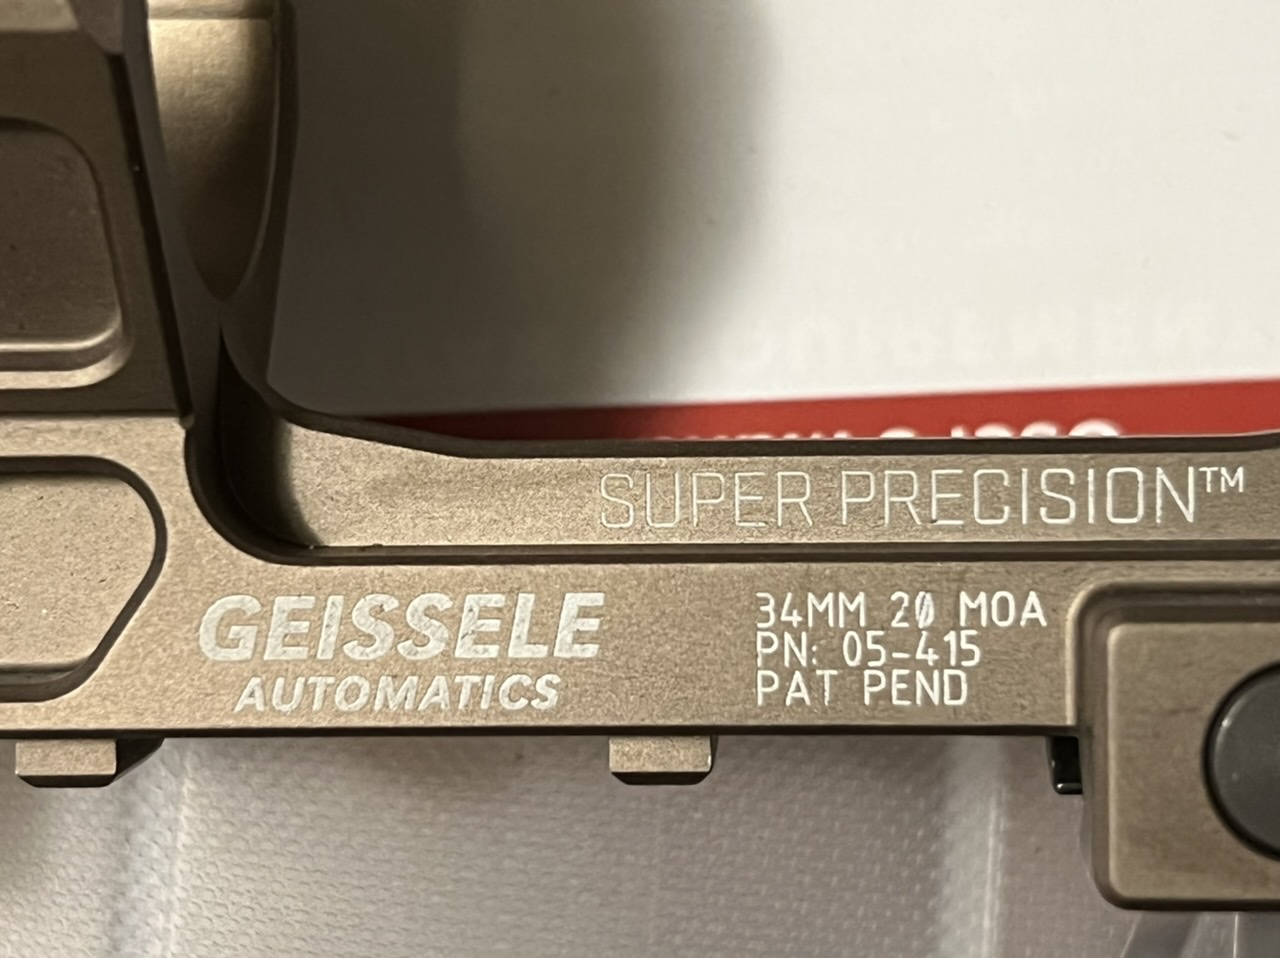 SUPER PRECISION™
GEISSELE
AUTOMATICS
34MM 20 MOA
PN: 05-415
PAT PEND